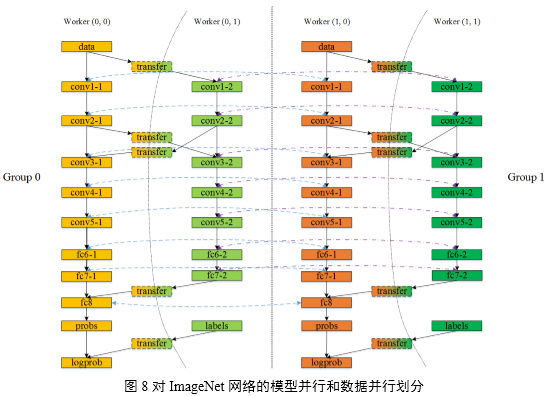 Worker (0, 0) Worker (0, 1) Worker (1, 0) Worker (1, 1)
data data
transfer transfer
conv1-1 conv1-2 conv1-1 conv1-2
conv2-1 conv2-2 conv2-1 conv2-2
transfer transfer
transfer transfer
conv3-1 conv3-2 conv3-1 conv3-2
Group 0 Group 1
conv4-1 conv4-2 conv4-1 conv4-2
conv5-1 conv5-2 conv5-1 conv5-2
fc6-1 fc6-2 fc6-1 fc6-2
fc7-1 fc7-2 fc7-1 fc7-2
transfer transfer
fc8 fc8
probs labels probs labels
transfer transfer
logprob logprob
图 8 对 ImageNet 网络的模型并行和数据并行划分